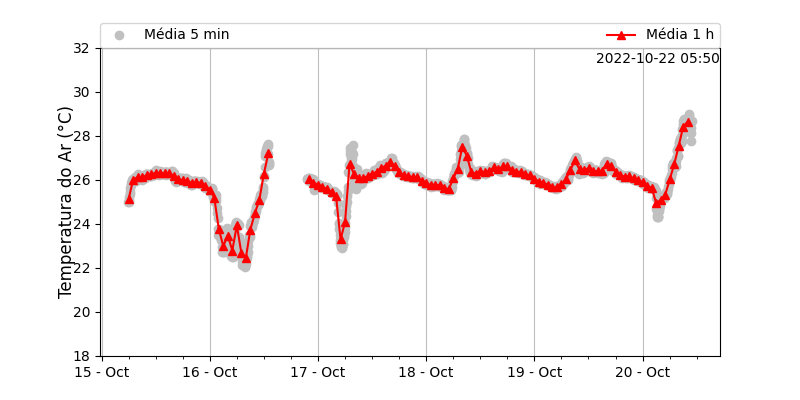 Média 5 min
Média 1 h
2022-10-22 05:50
Temperatura do Ar (°C)
32
30
28
26
24
22
20
18
15 - Oct
16 - Oct
17 - Oct
18 - Oct
19 - Oct
20 - Oct